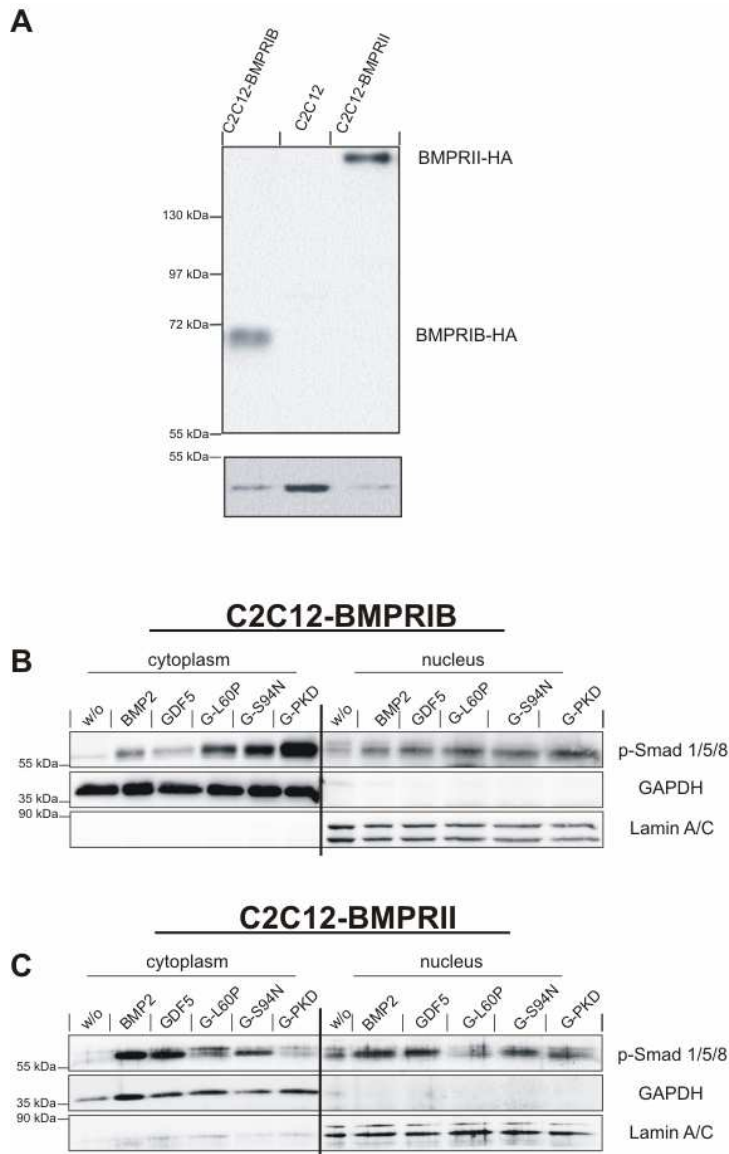 A
C2C12-BMPRIB
C2C12
C2C12-BMPRII
BMPRII-HA
130 kDa
97 kDa
72 kDa
BMPRIB-HA
55 kDa
55 kDa
C2C12-BMPRIB
B
cytoplasm nucleus
w/o BMP2 GDF5 G-L60P G-S94N G-PKD w/o BMP2 GDF5 G-L60P G-S94N G-PKD
p-Smad 1/5/8
55 kDa
GAPDH
35 kDa
90 kDa
Lamin A/C
C2C12-BMPRII
C
cytoplasm nucleus
w/o BMP2 GDF5 G-L60P G-S94N G-PKD w/o BMP2 GDF5 G-L60P G-S94N G-PKD
p-Smad 1/5/8
55 kDa
GAPDH
35 kDa
90 kDa
Lamin A/C